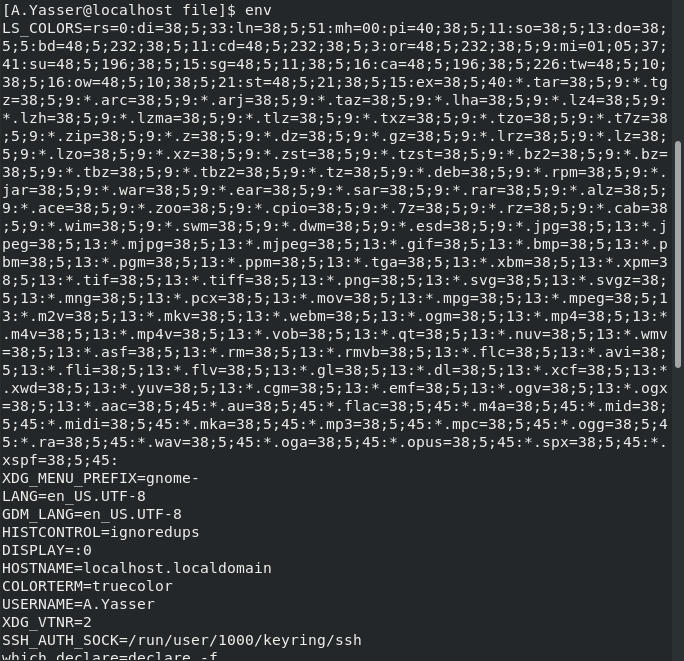 [A.Yasser@localhost file]$ env
LS_COLORS=rs=0:di=38;5;33:ln=38;5;51:mh=00:pi=40;38;5;11:so=38;5;13:do=38;
5;5:bd=48;5;232;38;5;11:cd=48;5;232;38;5;3:or=48;5;232;38;5;9:mi=01;05;37;
41:su=48;5;196;38;5;15:sg=48;5;11;38;5;16:ca=48;5;196;38;5;226:tw=48;5;10;
38;5;16:ow=48;5;10;38;5;21:st=48;5;21;38;5;15:ex=38;5;40:*.tar=38;5;9:*.tg
z=38;5;9:*.arc=38;5;9:*.arj=38;5;9:*.taz=38;5;9:*.lha=38;5;9:*.lz4=38;5;9:
*.lzh=38;5;9:*.lzma=38;5;9:*.tlz=38;5;9:*.txz=38;5;9:*.tzo=38;5;9:*.t7z=38
;5;9:*.zip=38;5;9:*.z=38;5;9:*.dz=38;5;9:*.gz=38;5;9:*.lrz=38;5;9:*.lz=38;
5;9:*.lzo=38;5;9:*.xz=38;5;9:*.zst=38;5;9:*.tzst=38;5;9:*.bz2=38;5;9:*.bz=
38;5;9:*.tbz=38;5;9:*.tbz2=38;5;9:*.tz=38;5;9:*.deb=38;5;9:*.rpm=38;5;9:*.
jar=38;5;9:*.war=38;5;9:*.ear=38;5;9:*.sar=38;5;9:*.rar=38;5;9:*.alz=38;5;
9:*.ace=38;5;9:*.zoo=38;5;9:*.cpio=38;5;9:*.7z=38;5;9:*.rz=38;5;9:*.cab=38
;5;9:*.wim=38;5;9:*.swm=38;5;9:*.dwm=38;5;9:*.esd=38;5;9:*.jpg=38;5;13:*.j
peg=38;5;13:*.mjpg=38;5;13:*.mjpeg=38;5;13:*.gif=38;5;13:*.bmp=38;5;13:*.p
bm=38;5;13:*.pgm=38;5;13:*.ppm=38;5;13:*.tga=38;5;13:*.xbm=38;5;13:*.xpm=3
8;5;13:*.tif=38;5;13:*.tiff=38;5;13:*.png=38;5;13:*.svg=38;5;13:*.svgz=38;
5;13:*.mng=38;5;13:*.pcx=38;5;13:*.mov=38;5;13:*.mpg=38;5;13:*.mpeg=38;5;1
3:*.m2v=38;5;13:*.mkv=38;5;13:*.webm=38;5;13:*.ogm=38;5;13:*.mp4=38;5;13:*
.m4v=38;5;13:*.mp4v=38;5;13:*.vob=38;5;13:*.qt=38;5;13:*.nuv=38;5;13:*.wmv
=38;5;13:*.asf=38;5;13:*.rm=38;5;13:*.rmvb=38;5;13:*.flc=38;5;13:*.avi=38;
5;13:*.fli=38;5;13:*.flv=38;5;13:*.gl=38;5;13:*.dl=38;5;13:*.xcf=38;5;13:*
.xwd=38;5;13:*.yuv=38;5;13:*.cgm=38;5;13:*.emf=38;5;13:*.ogv=38;5;13:*.ogx
=38;5;13:*.aac=38;5;45:*.au=38;5;45:*.flac=38;5;45:*.m4a=38;5;45:*.mid=38;
5;45:*.midi=38;5;45:*.mka=38;5;45:*.mp3=38;5;45:*.mpc=38;5;45:*.ogg=38;5;4
5:*.ra=38;5;45:*.wav=38;5;45:*.oga=38;5;45:*.opus=38;5;45:*.spx=38;5;45:*.
xspf=38;5;45:
XDG_MENU_PREFIX=gnome-
LANG=en_US.UTF-8
GDM_LANG=en_US.UTF-8
HISTCONTROL=ignoredups
DISPLAY=:0
HOSTNAME=localhost.localdomain
COLORTERM=truecolor
USERNAME=A.Yasser
XDG_VTNR=2
SSH_AUTH_SOCK=/run/user/1000/keyring/ssh
which_declare=declare -f